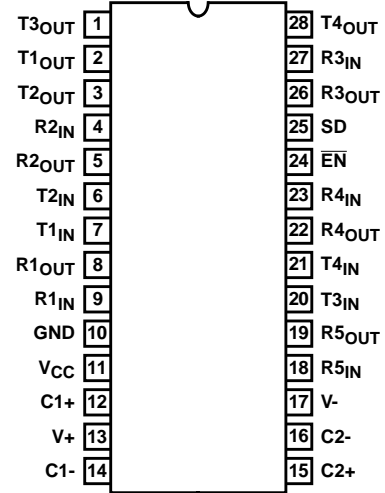 T3OUT 1 28 T4OUT
T1OUT 2 27 R3IN
T2OUT 3 26 R3OUT
R2IN 4 25 SD
R2OUT 5 24 E̅N̅
T2IN 6 23 R4IN
T1IN 7 22 R4OUT
R1OUT 8 21 T4IN
R1IN 9 20 T3IN
GND 10 19 R5OUT
VCC 11 18 R5IN
C1+ 12 17 V-
V+ 13 16 C2-
C1- 14 15 C2+